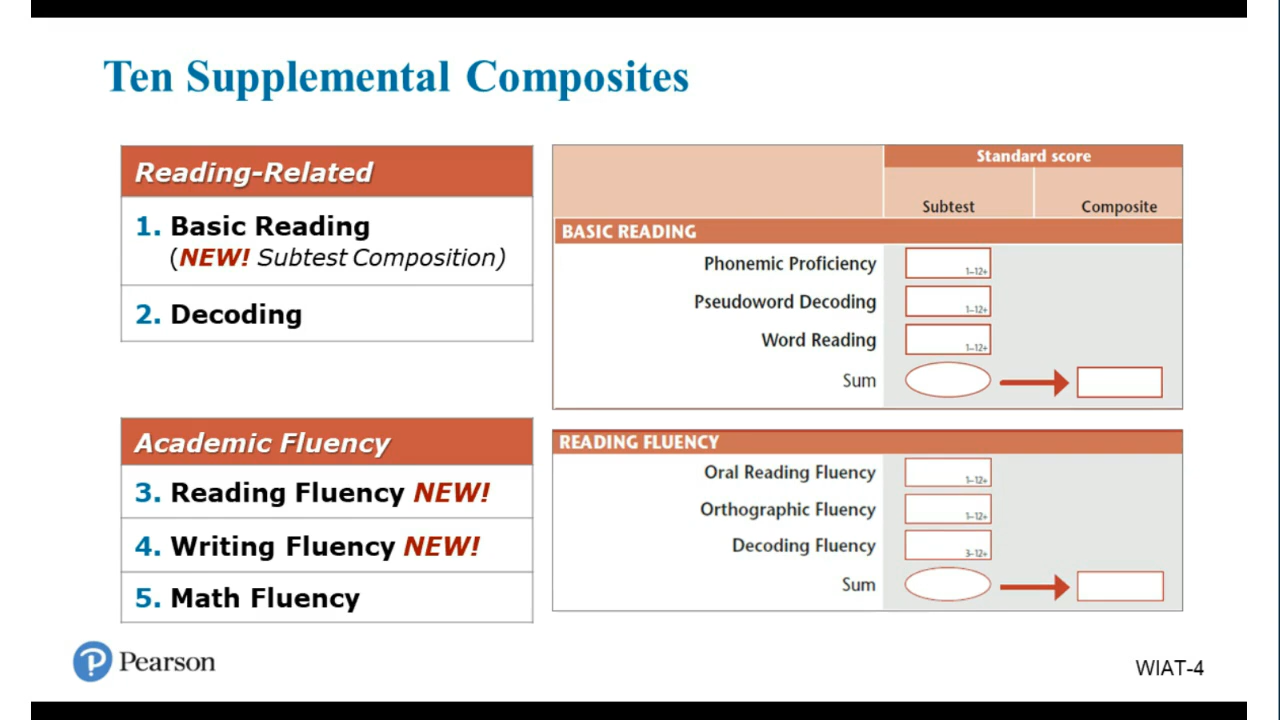 Ten Supplemental Composites
Reading-Related
1. Basic Reading
(NEW! Subtest Composition)
2. Decoding
Academic Fluency
3. Reading Fluency NEW!
4. Writing Fluency NEW!
5. Math Fluency
Standard score
Subtest Composite
BASIC READING
Phonemic Proficiency 1–12+
Pseudoword Decoding 1–12+
Word Reading 1–12+
Sum
READING FLUENCY
Oral Reading Fluency 1–12+
Orthographic Fluency 1–12+
Decoding Fluency 3–12+
Sum
P Pearson
WIAT-4